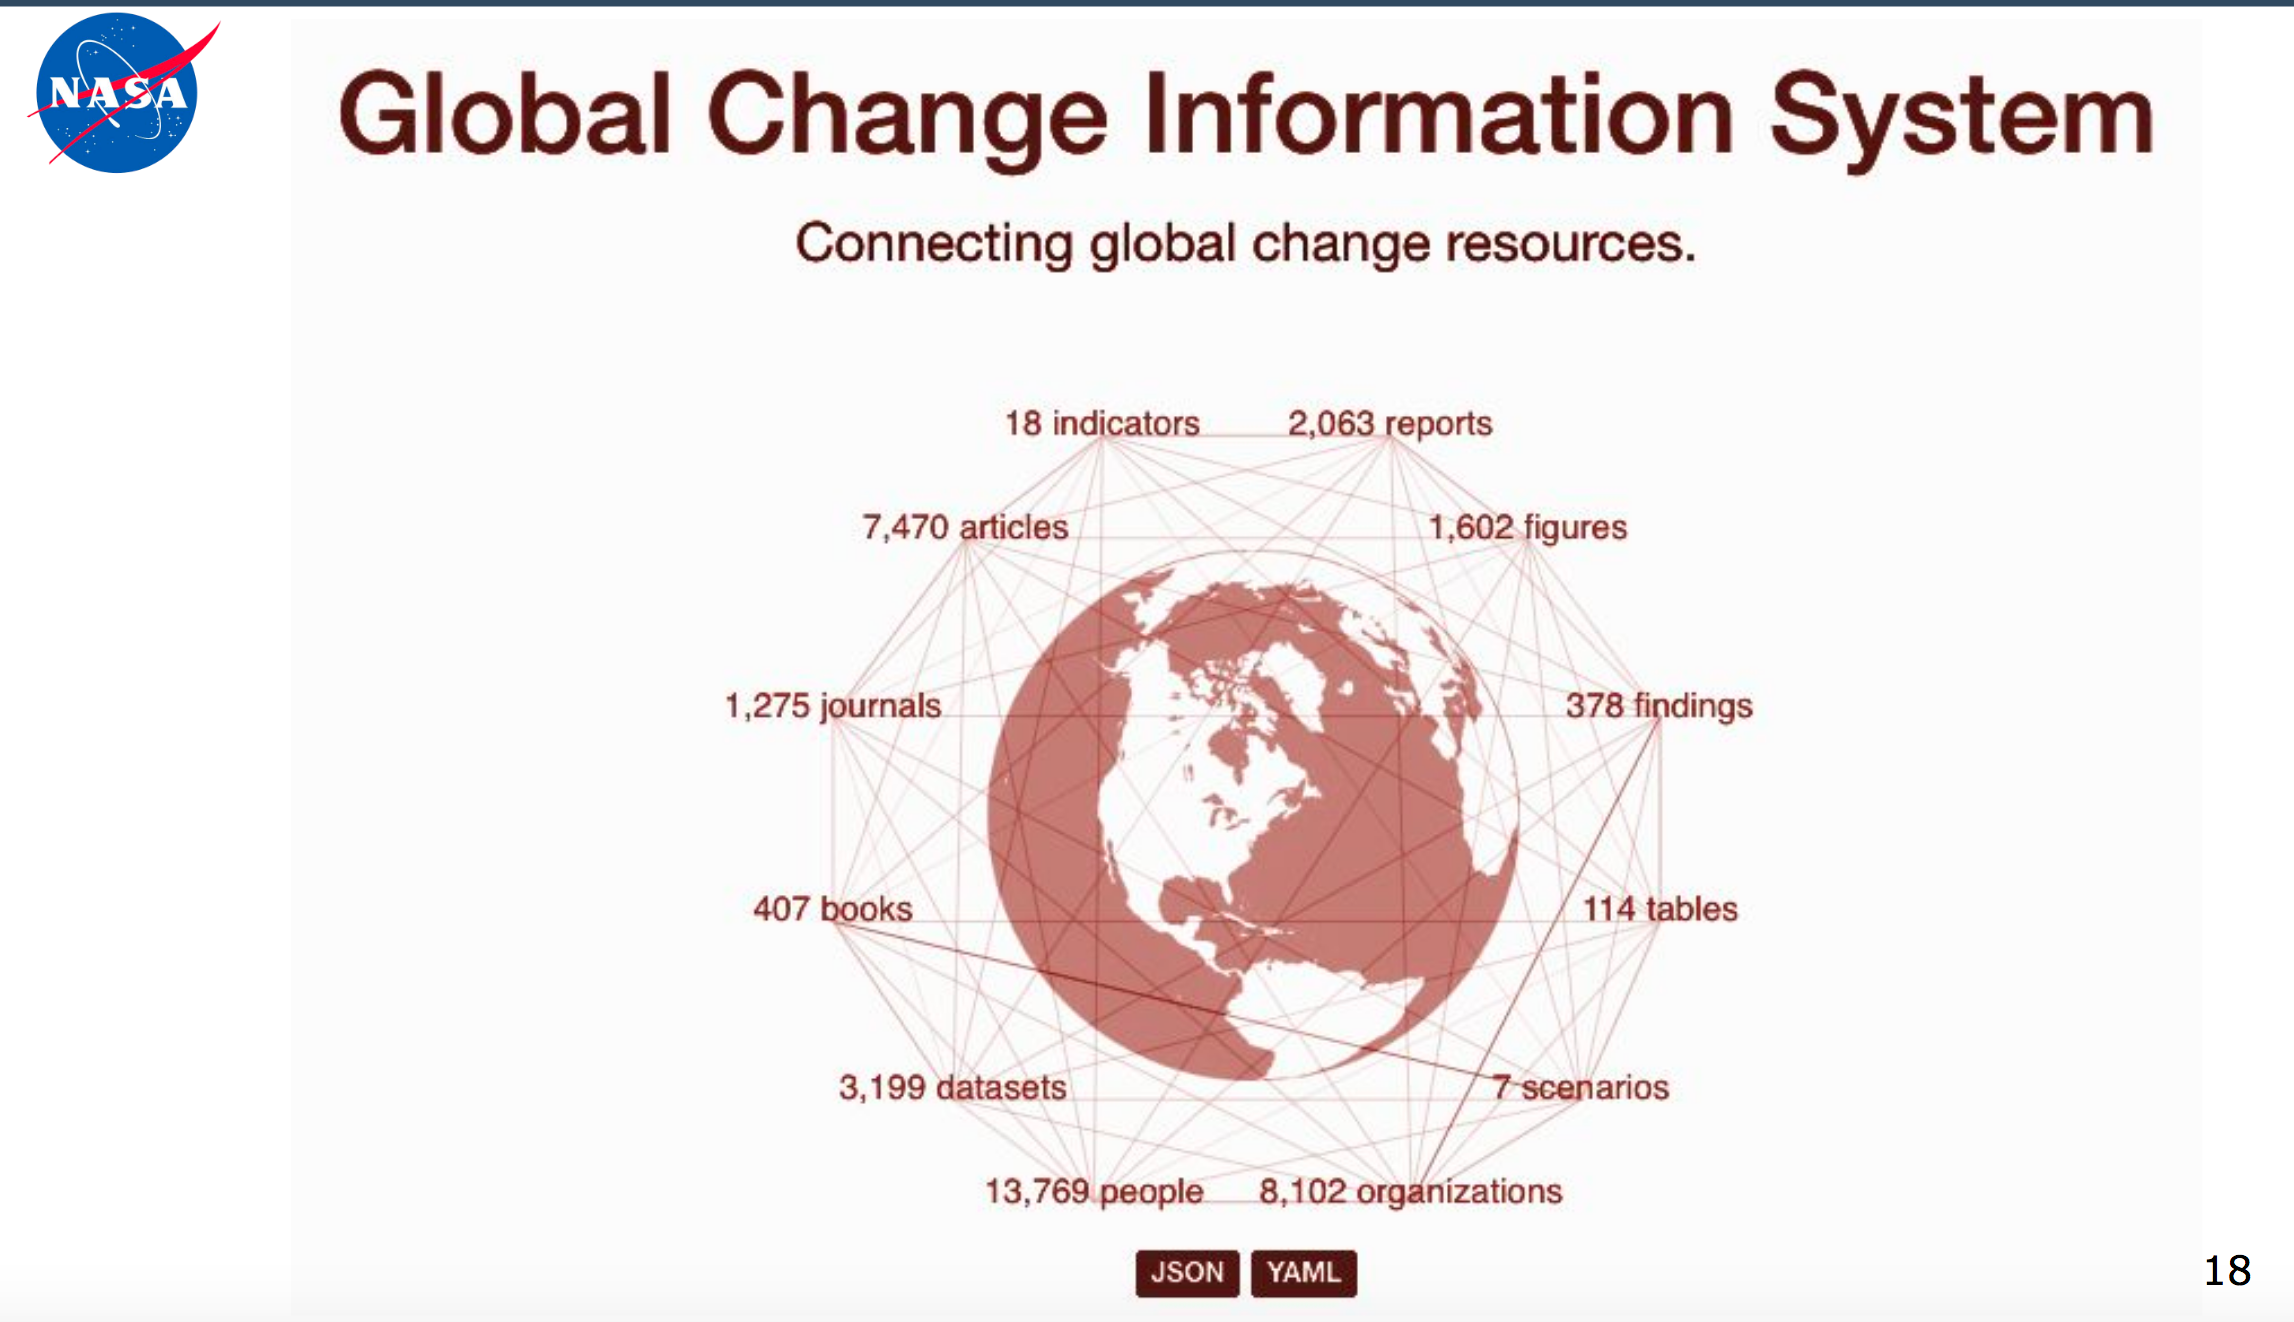 NASA
Global Change Information System
Connecting global change resources.
18 indicators
2,063 reports
7,470 articles
1,602 figures
1,275 journals
378 findings
407 books
114 tables
3,199 datasets
7 scenarios
13,769 people
8,102 organizations
JSON
YAML
18